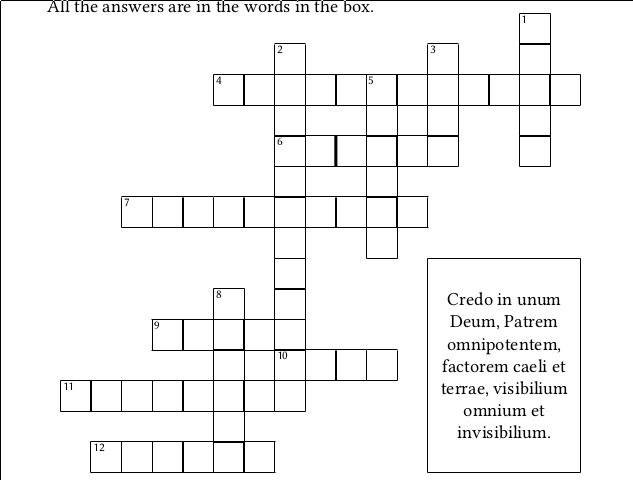 All the answers are in the words in the box.
1
2
3
4
5
6
7
8
9
10
11
12
Credo in unum
Deum, Patrem
omnipotentem,
factorem caeli et
terrae, visibilium
omnium et
invisibilium.